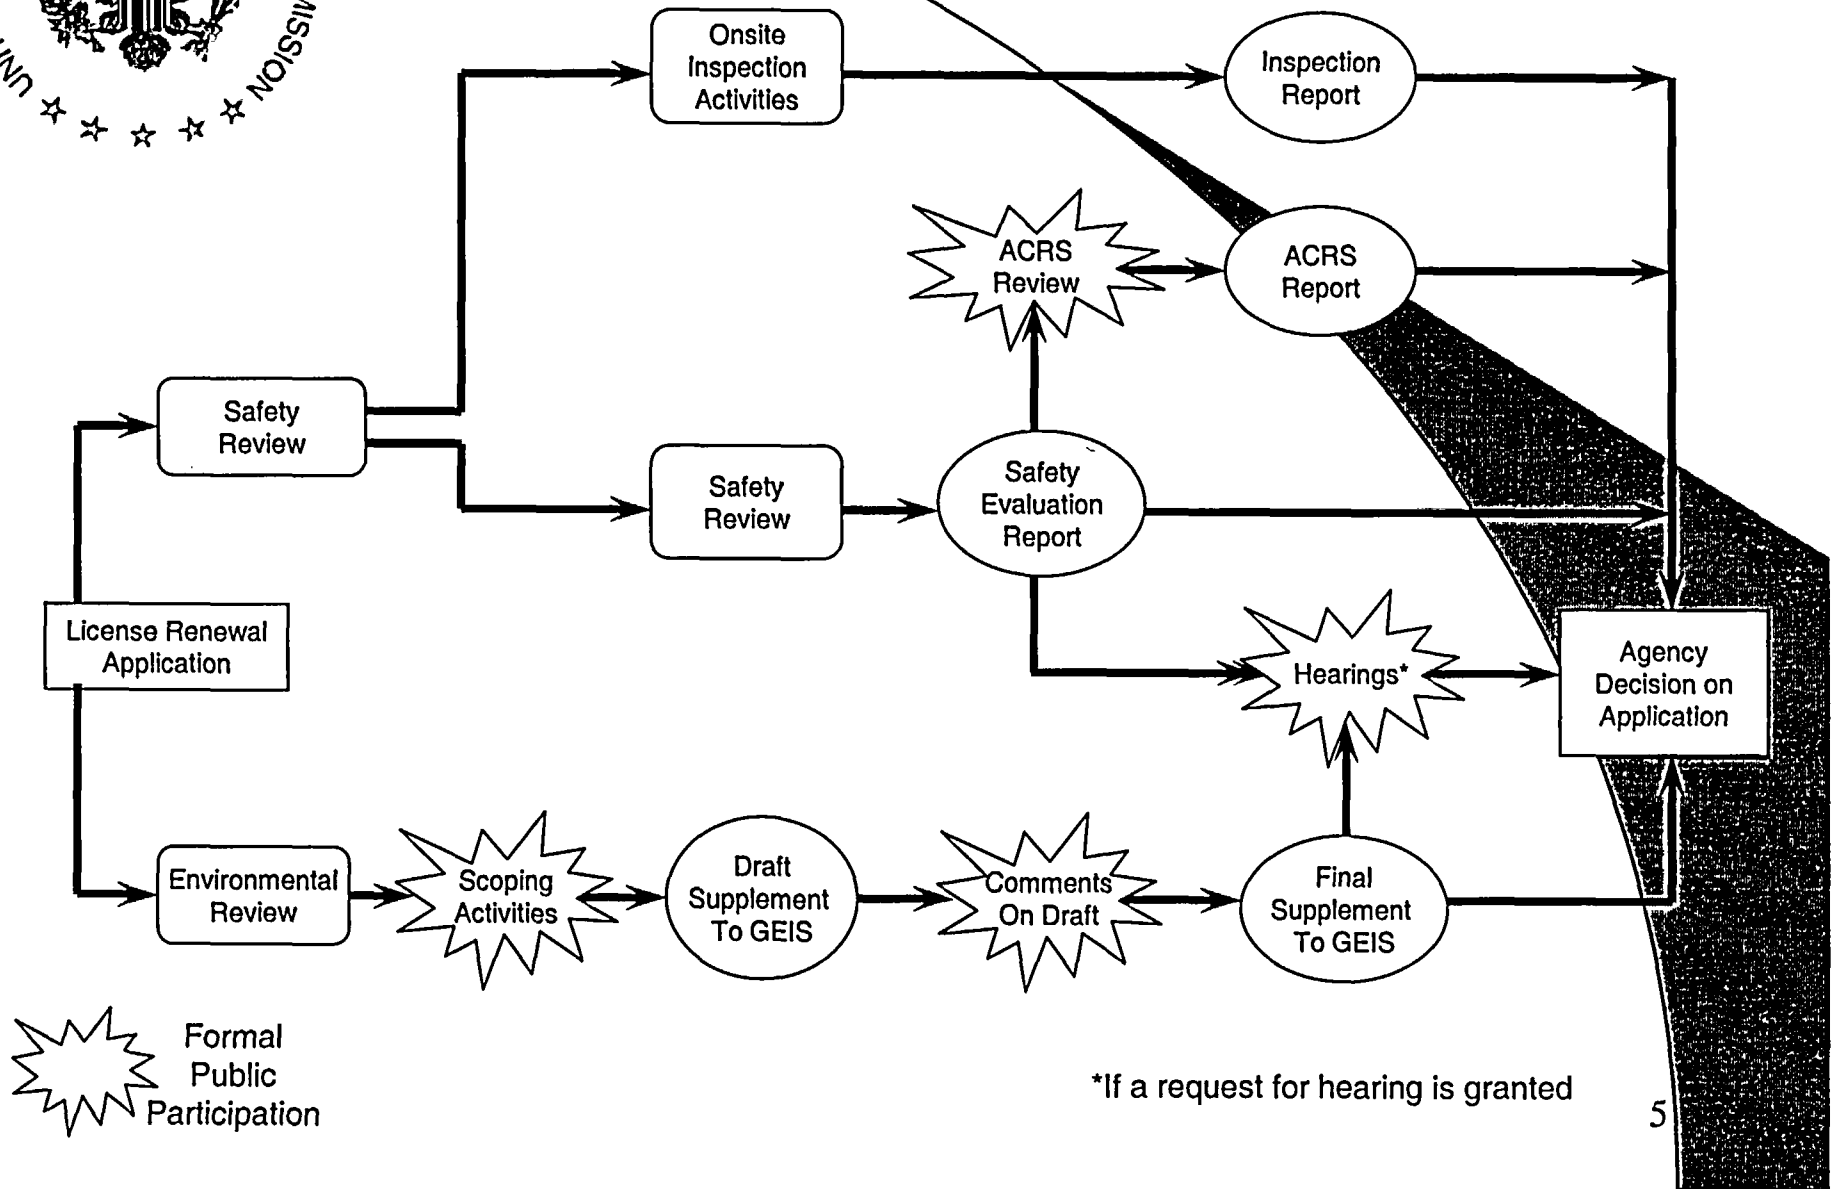 UNI
MISSION
Onsite
Inspection
Activities
Inspection
Report
ACRS
Review
ACRS
Report
Safety
Review
Safety
Review
Safety
Evaluation
Report
License Renewal
Application
Hearings*
Agency
Decision on
Application
Environmental
Review
Scoping
Activities
Draft
Supplement
To GEIS
Comments
On Draft
Final
Supplement
To GEIS
Formal
Public
Participation
*If a request for hearing is granted
5